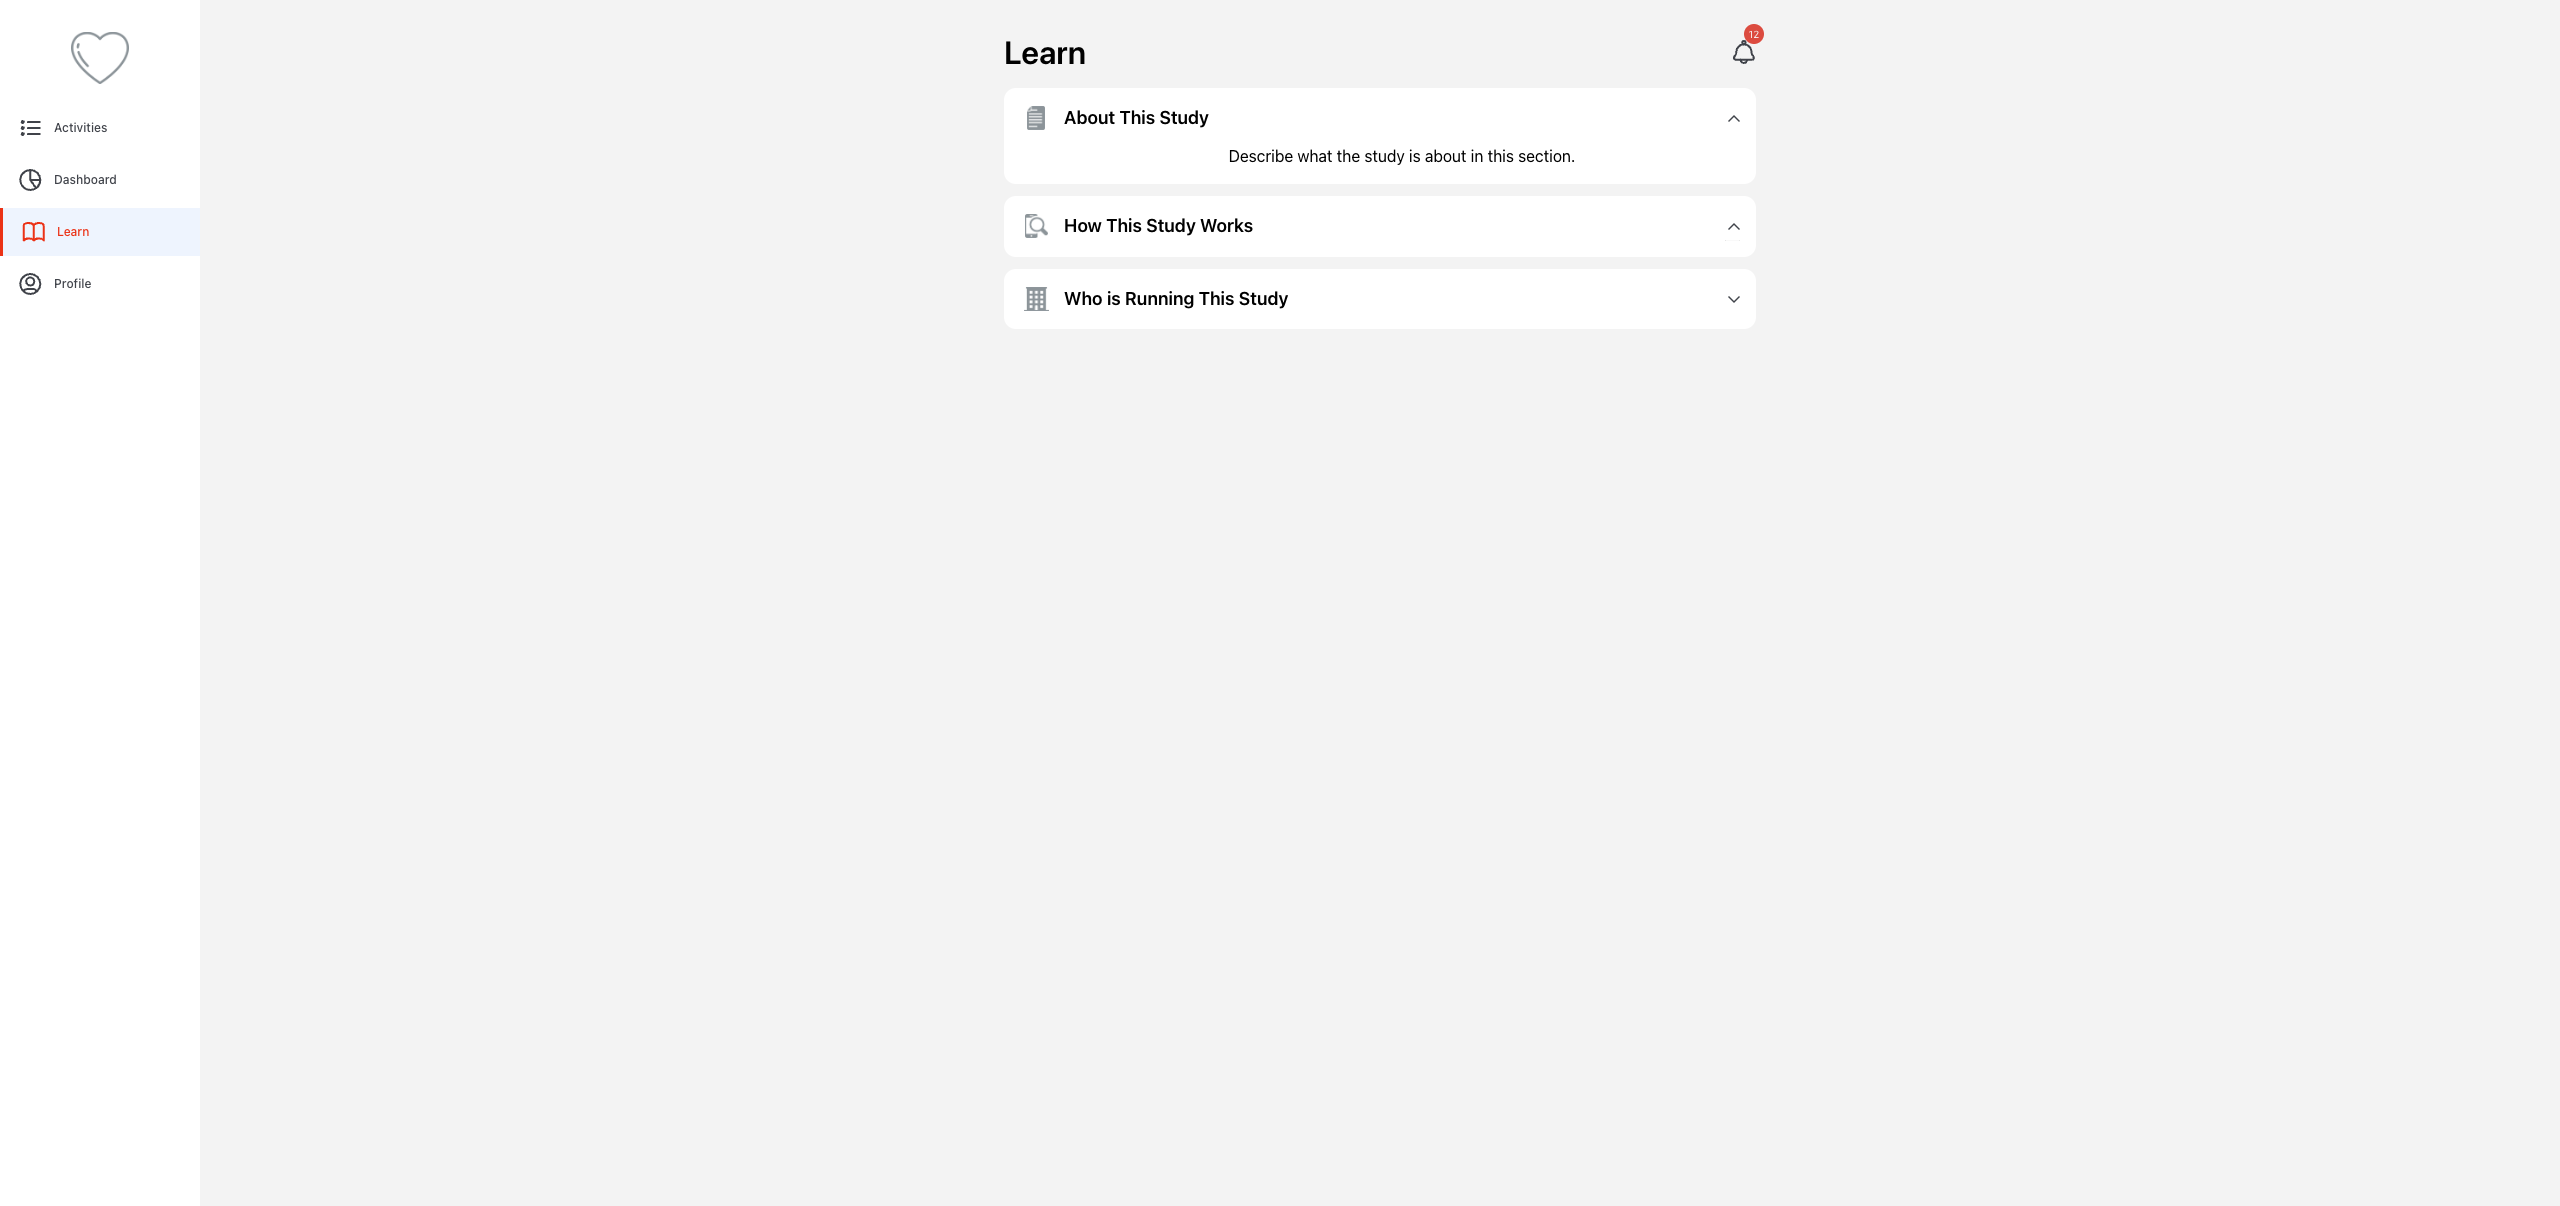 Activities
Dashboard
Learn
Profile
Learn
12
About This Study
Describe what the study is about in this section.
How This Study Works
Who is Running This Study